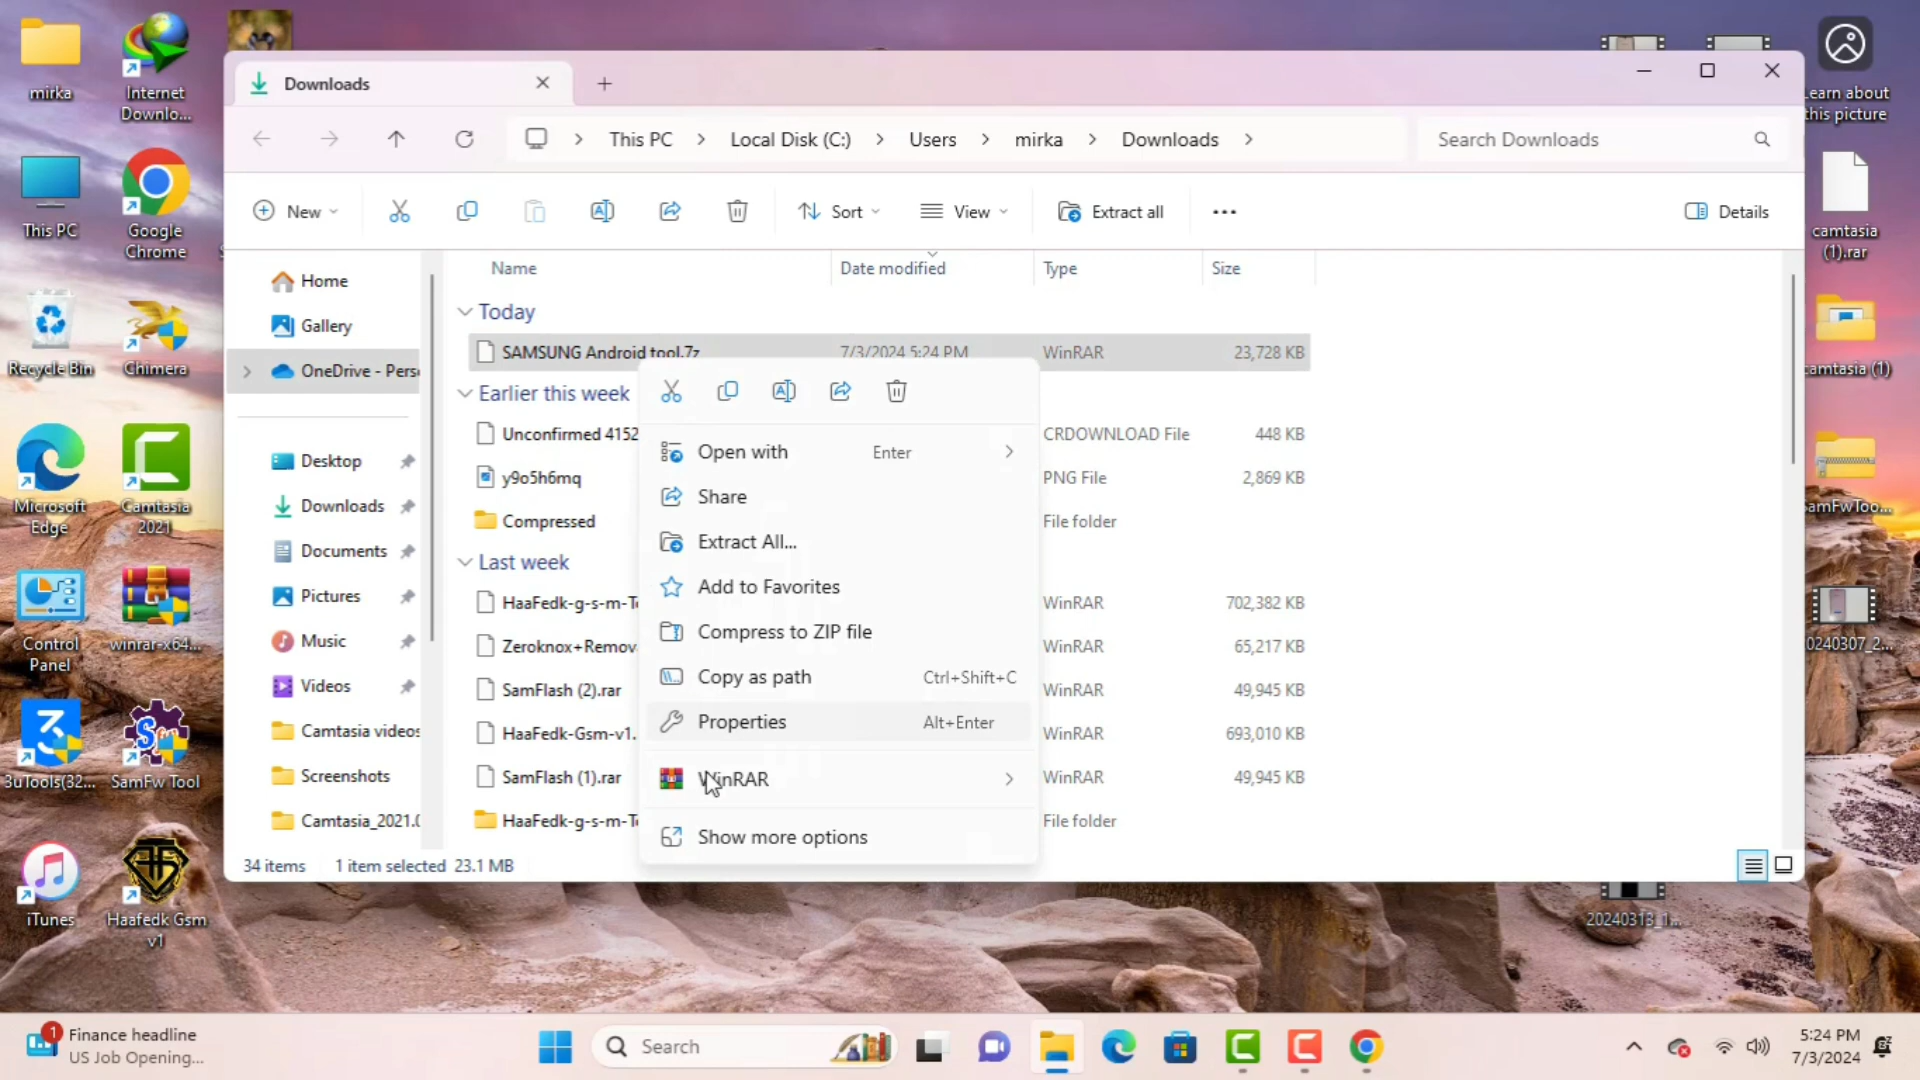 mirka
Internet
Downlo...
This PC
Google
Chrome
Recycle Bin
Chimera
Microsoft
Edge
Camtasia
2021
Control
Panel
winrar-x64...
3uTools(32...
SamFw Tool
iTunes
Haafedk Gsm
v1
Downloads
This PC
Local Disk (C:)
Users
mirka
Downloads
Search Downloads
New
Sort
View
Extract all
Details
Name
Date modified
Type
Size
Home
Gallery
OneDrive - Pers
Desktop
Downloads
Documents
Pictures
Music
Videos
Camtasia videos
Screenshots
Camtasia_2021.0
Today
SAMSUNG Android tool.7z 7/3/2024 5:24 PM WinRAR 23,728 KB
Earlier this week
Unconfirmed 4152 CRDOWNLOAD File 448 KB
y9o5h6mq PNG File 2,869 KB
Compressed File folder
Last week
HaaFedk-g-s-m-T WinRAR 702,382 KB
Zeroknox+Remov WinRAR 65,217 KB
SamFlash (2).rar WinRAR 49,945 KB
HaaFedk-Gsm-v1. WinRAR 693,010 KB
SamFlash (1).rar WinRAR 49,945 KB
HaaFedk-g-s-m-T File folder
Open with Enter
Share
Extract All...
Add to Favorites
Compress to ZIP file
Copy as path Ctrl+Shift+C
Properties Alt+Enter
WinRAR
Show more options
34 items 1 item selected 23.1 MB
Learn about
this picture
camtasia
(1).rar
camtasia (1)
SamFwToo...
20240307_2...
20240313_1...
1
Finance headline
US Job Opening...
Search
5:24 PM
7/3/2024